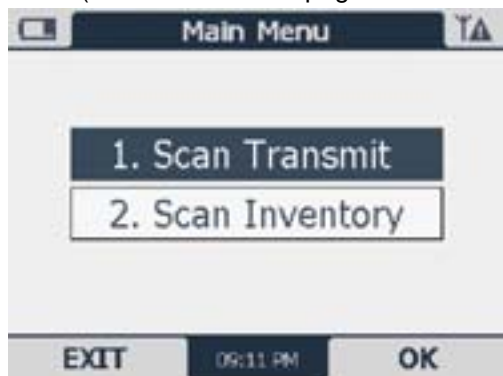 Main Menu
1. Scan Transmit
2. Scan Inventory
EXIT 09:11 PM OK